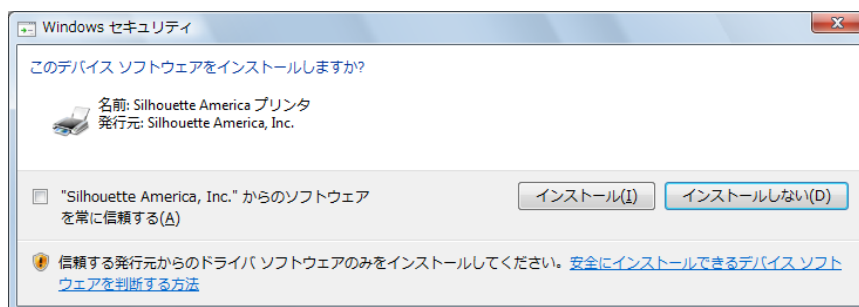 Windows セキュリティ
このデバイス ソフトウェアをインストールしますか?
名前: Silhouette America プリンタ
発行元: Silhouette America, Inc.
"Silhouette America, Inc." からのソフトウェア
を常に信頼する(A)
インストール(I)
インストールしない(D)
信頼する発行元からのドライバ ソフトウェアのみをインストールしてください。安全にインストールできるデバイス ソフト
ウェアを判断する方法